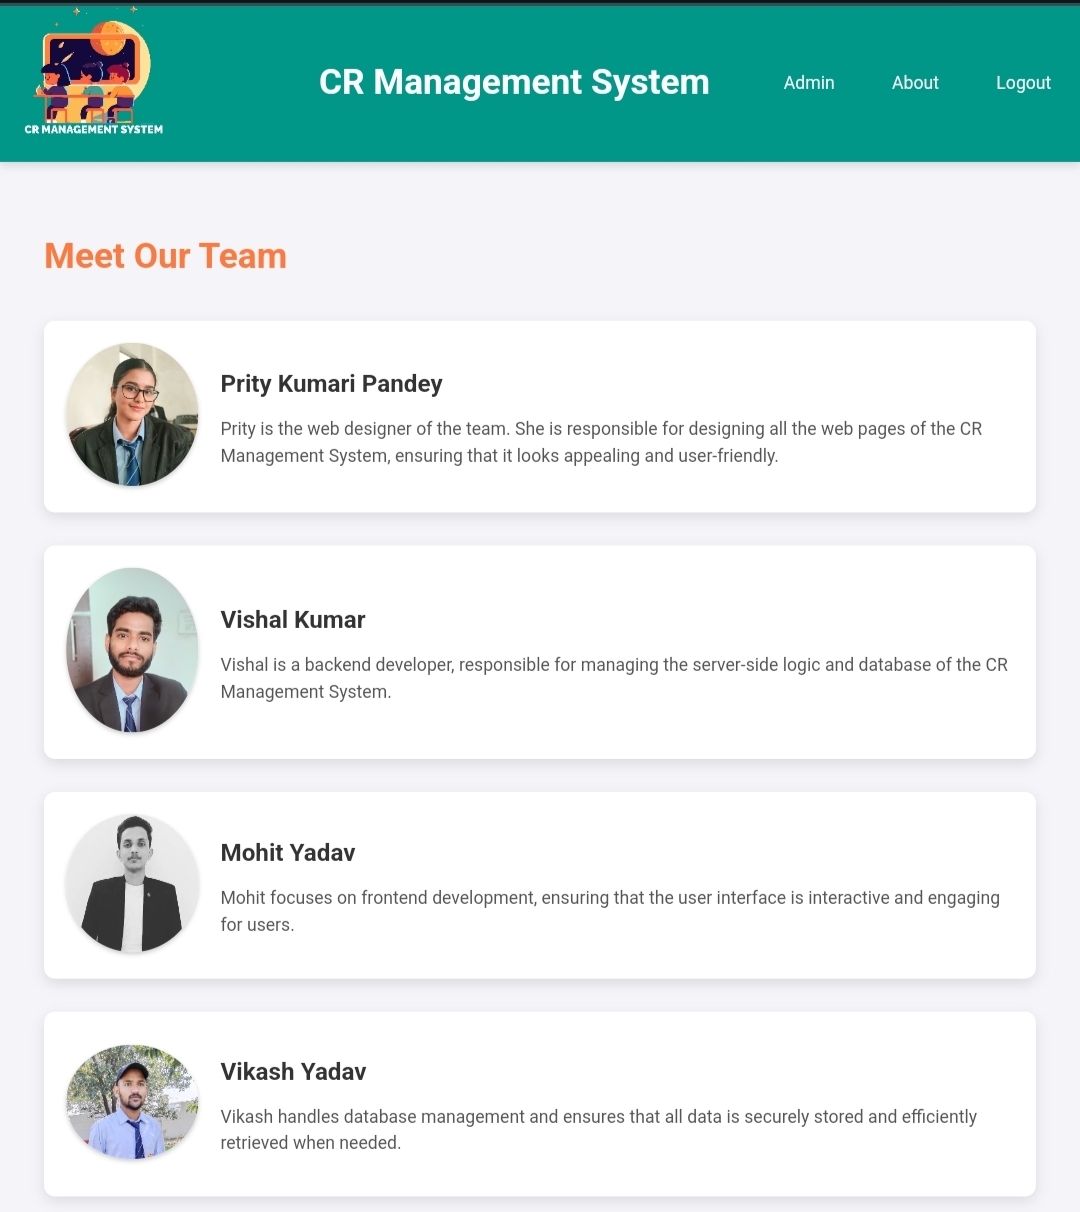 CR MANAGEMENT SYSTEM
CR Management System
Admin
About
Logout
Meet Our Team
Prity Kumari Pandey
Prity is the web designer of the team. She is responsible for designing all the web pages of the CR
Management System, ensuring that it looks appealing and user-friendly.
Vishal Kumar
Vishal is a backend developer, responsible for managing the server-side logic and database of the CR
Management System.
Mohit Yadav
Mohit focuses on frontend development, ensuring that the user interface is interactive and engaging
for users.
Vikash Yadav
Vikash handles database management and ensures that all data is securely stored and efficiently
retrieved when needed.